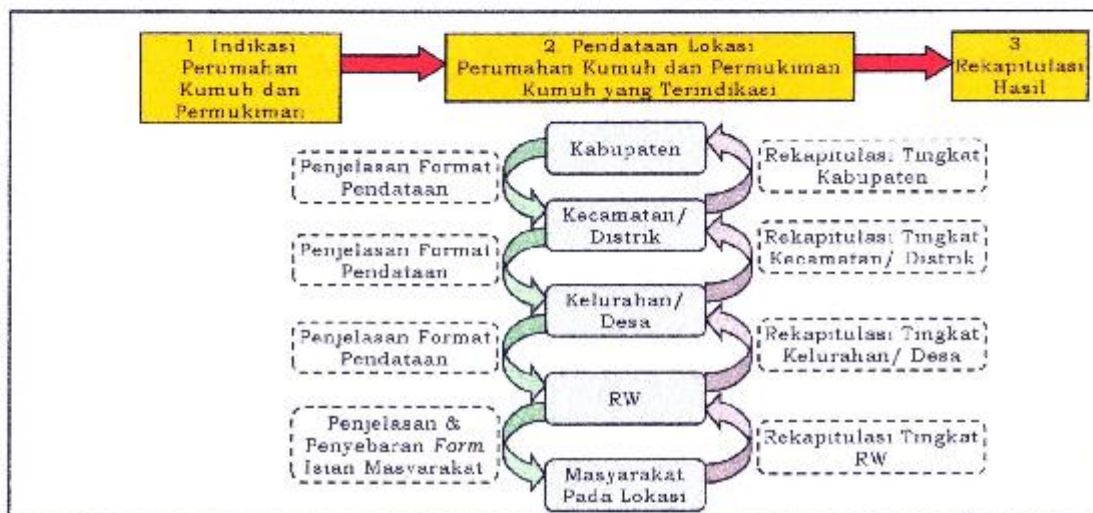 1. Indikasi
Perumahan
Kumuh dan
Permukiman
2. Pendataan Lokasi
Perumahan Kumuh dan Permukiman
Kumuh yang Terindikasi
3.
Rekapitulasi
Hasil
Kabupaten
Penjelasan Format
Pendataan
Rekapitulasi Tingkat
Kabupaten
Kecamatan/
Distrik
Penjelasan Format
Pendataan
Rekapitulasi Tingkat
Kecamatan/ Distrik
Kelurahan/
Desa
Penjelasan Format
Pendataan
Rekapitulasi Tingkat
Kelurahan/ Desa
RW
Penjelasan &
Penyebaran Form
Isian Masyarakat
Rekapitulasi Tingkat
RW
Masyarakat
Pada Lokasi